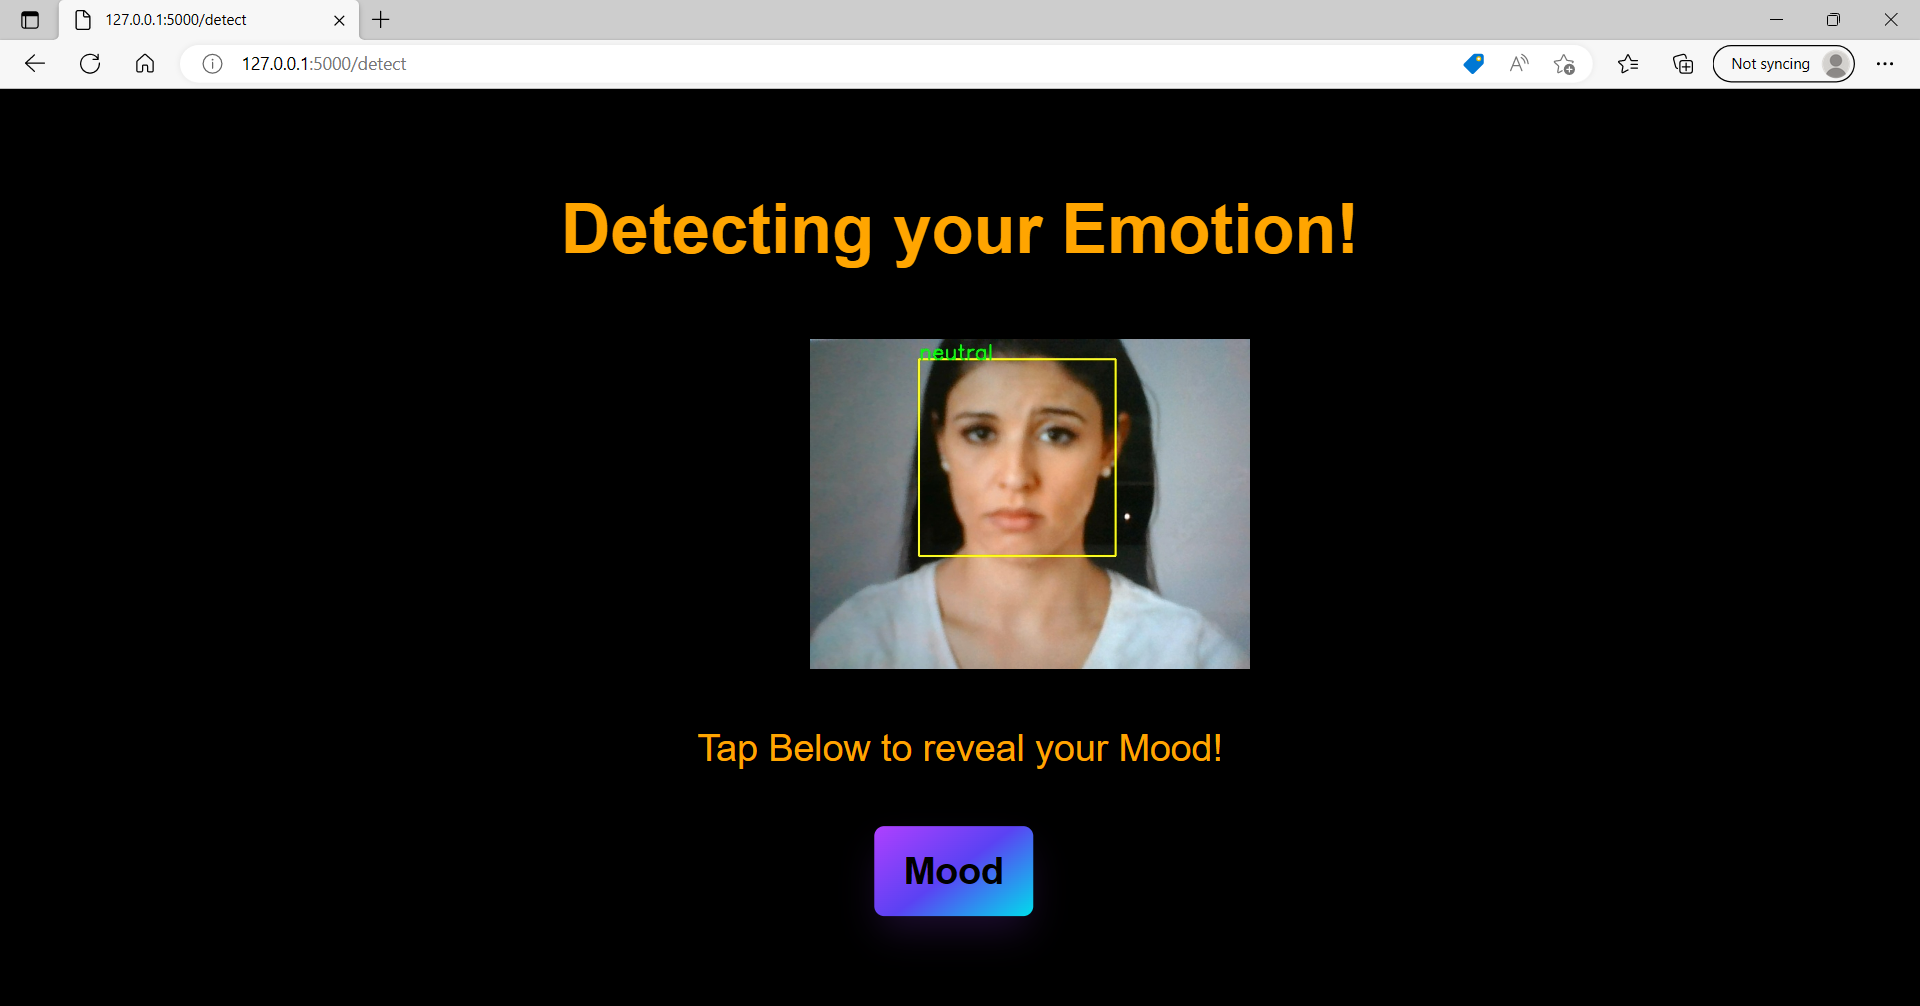 127.0.0.1:5000/detect
127.0.0.1:5000/detect
Not syncing
Detecting your Emotion!
neutral
Tap Below to reveal your Mood!
Mood